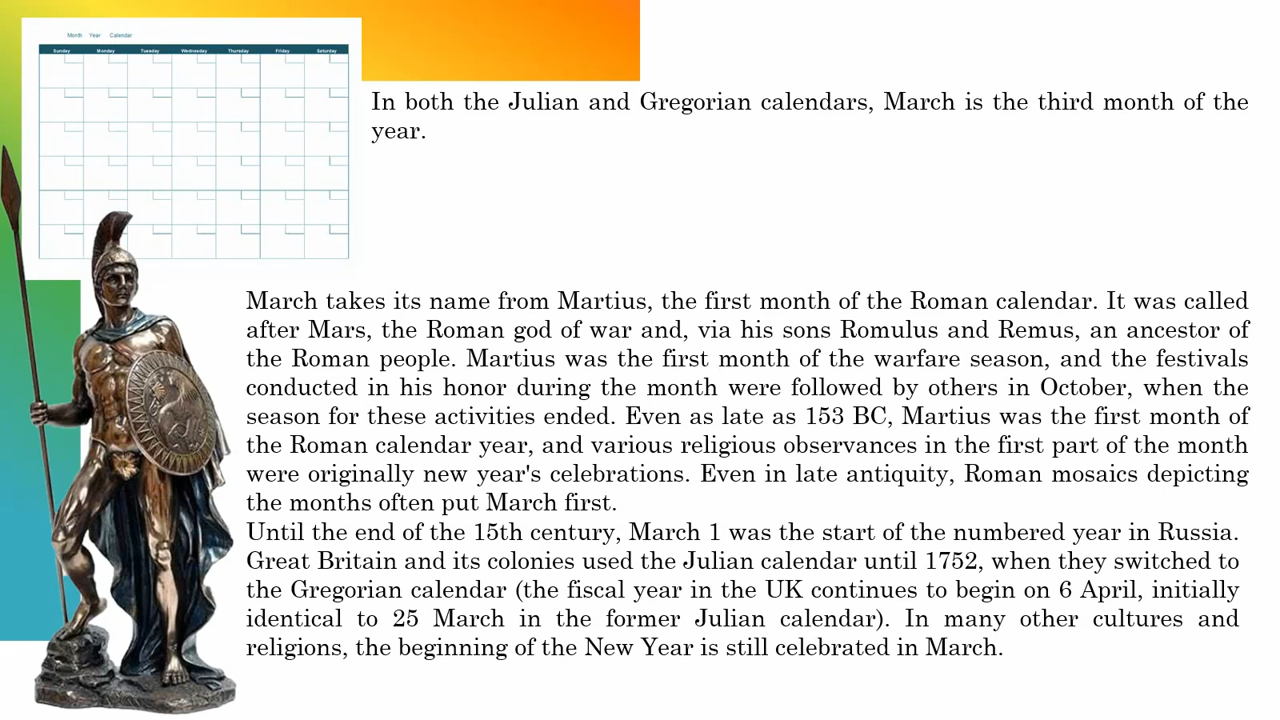 Month Year Calendar
Sunday Monday Tuesday Wednesday Thursday Friday Saturday
In both the Julian and Gregorian calendars, March is the third month of the
year.
March takes its name from Martius, the first month of the Roman calendar. It was called
after Mars, the Roman god of war and, via his sons Romulus and Remus, an ancestor of
the Roman people. Martius was the first month of the warfare season, and the festivals
conducted in his honor during the month were followed by others in October, when the
season for these activities ended. Even as late as 153 BC, Martius was the first month of
the Roman calendar year, and various religious observances in the first part of the month
were originally new year's celebrations. Even in late antiquity, Roman mosaics depicting
the months often put March first.
Until the end of the 15th century, March 1 was the start of the numbered year in Russia.
Great Britain and its colonies used the Julian calendar until 1752, when they switched to
the Gregorian calendar (the fiscal year in the UK continues to begin on 6 April, initially
identical to 25 March in the former Julian calendar). In many other cultures and
religions, the beginning of the New Year is still celebrated in March.